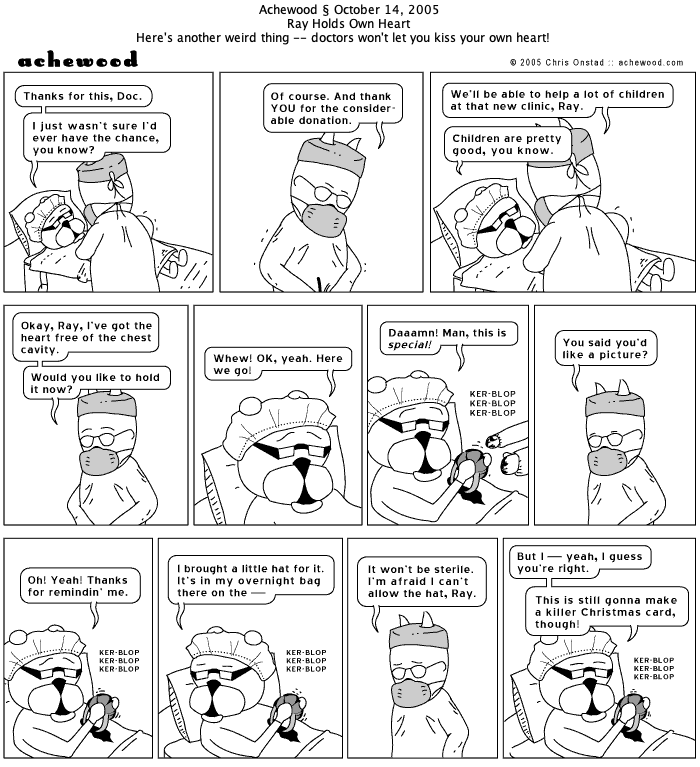 Achewood § October 14, 2005
Ray Holds Own Heart
Here's another weird thing -- doctors won't let you kiss your own heart!
achewood
© 2005 Chris Onstad :: achewood.com
Thanks for this, Doc.
I just wasn't sure I'd
ever have the chance,
you know?
Of course. And thank
YOU for the consider-
able donation.
We'll be able to help a lot of children
at that new clinic, Ray.
Children are pretty
good, you know.
Okay, Ray, I've got the
heart free of the chest
cavity.
Would you like to hold
it now?
Whew! OK, yeah. Here
we go!
Daaamn! Man, this is
special!
KER-BLOP
KER-BLOP
KER-BLOP
You said you'd
like a picture?
Oh! Yeah! Thanks
for remindin' me.
KER-BLOP
KER-BLOP
KER-BLOP
I brought a little hat for it.
It's in my overnight bag
there on the —
KER-BLOP
KER-BLOP
KER-BLOP
It won't be sterile.
I'm afraid I can't
allow the hat, Ray.
But I — yeah, I guess
you're right.
This is still gonna make
a killer Christmas card,
though!
KER-BLOP
KER-BLOP
KER-BLOP